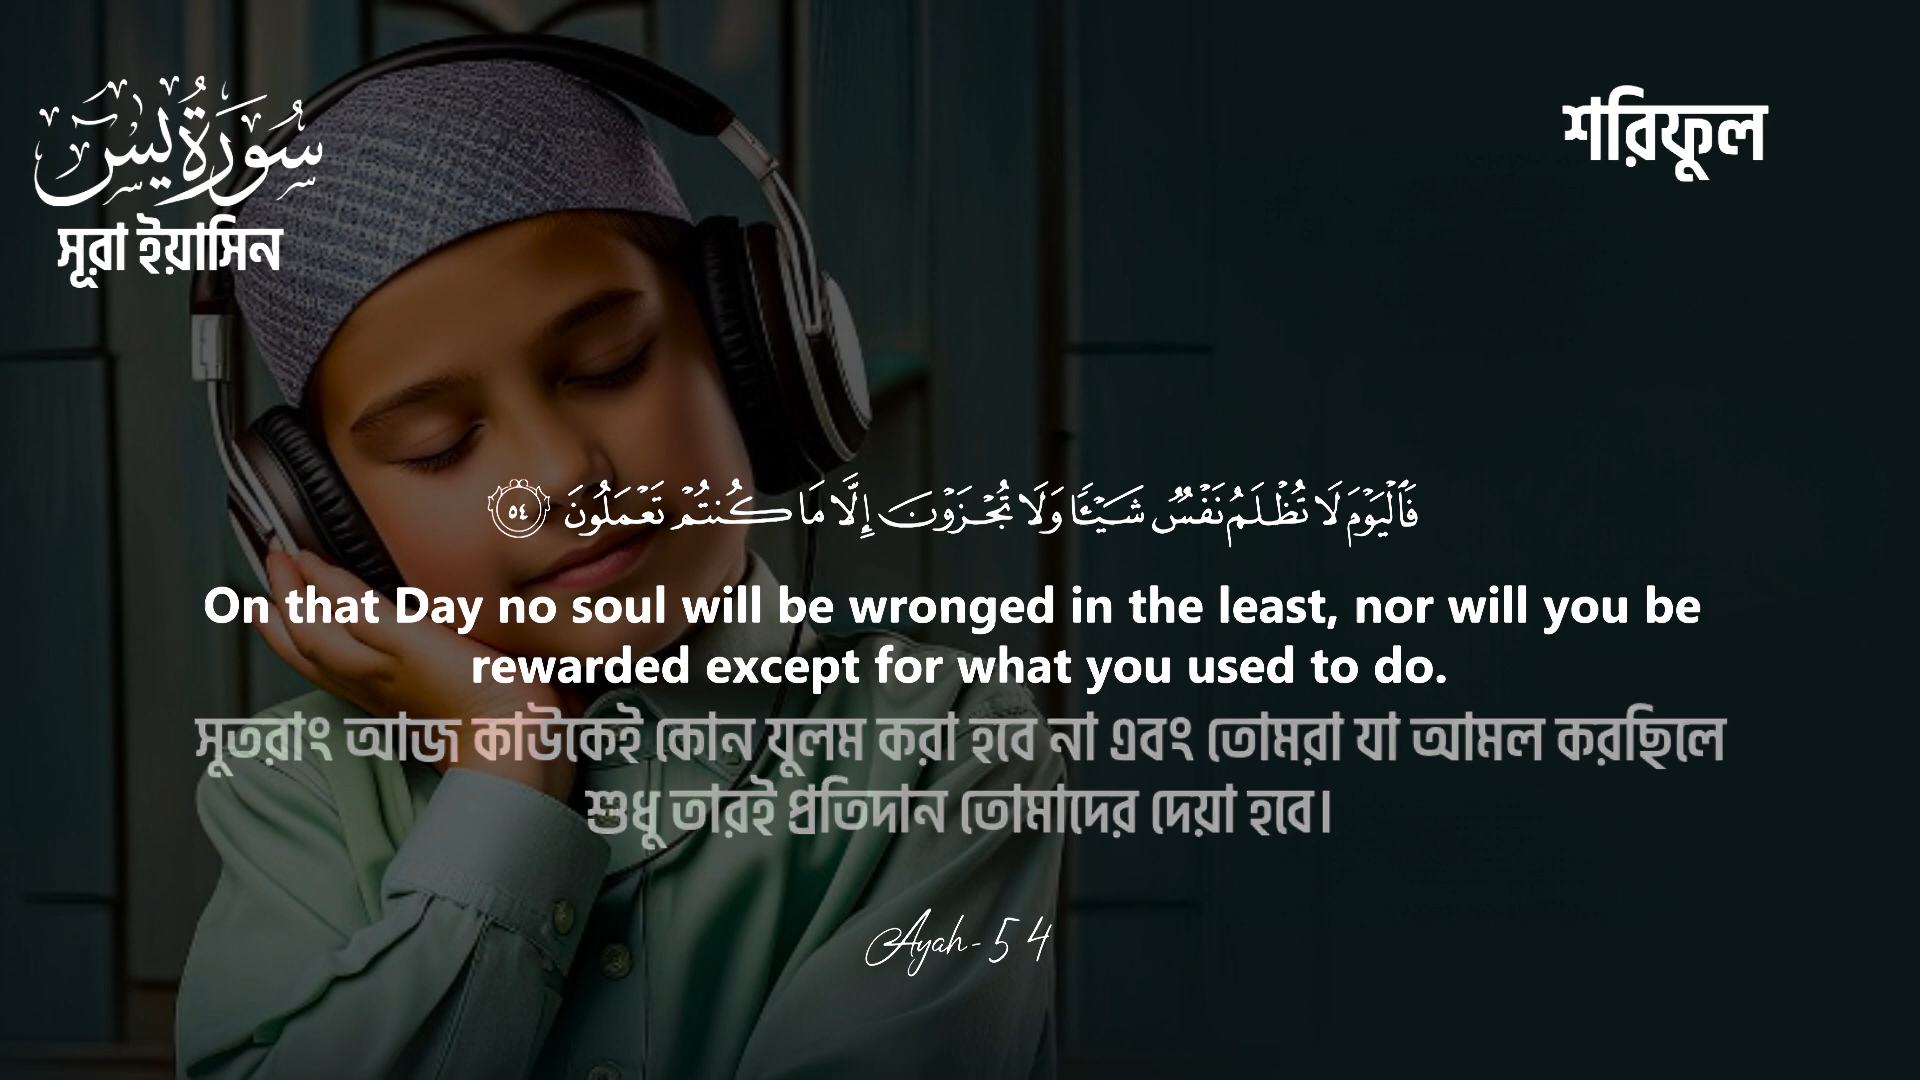 سُورَةُ يسٓ
সূরা ইয়াসিন
শরিফুল
فَٱلْيَوْمَ لَا تُظْلَمُ نَفْسٌ شَيْـًٔا وَلَا تُجْزَوْنَ إِلَّا مَا كُنتُمْ تَعْمَلُونَ ٥٤
On that Day no soul will be wronged in the least, nor will you be
rewarded except for what you used to do.
সুতরাং আজ কাউকেই কোন যুলম করা হবে না এবং তোমরা যা আমল করছিলে
শুধু তারই প্রতিদান তোমাদের দেয়া হবে।
Ayah-54